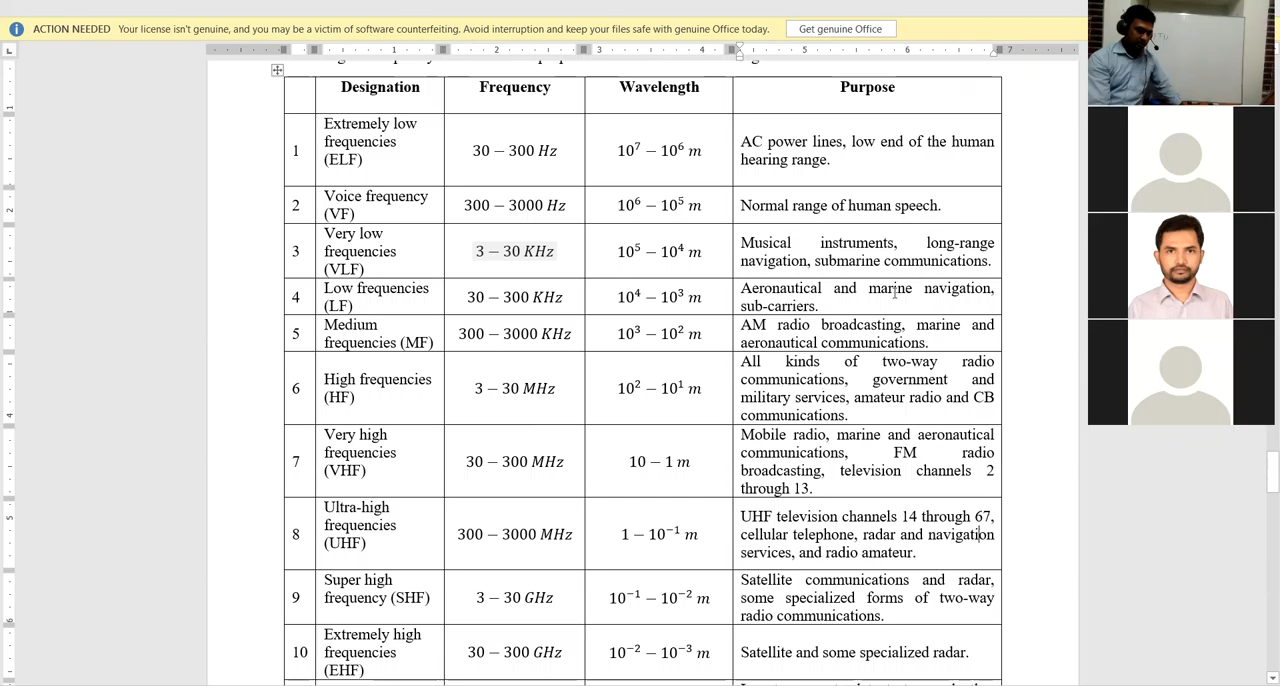 ACTION NEEDED Your license isn't genuine, and you may be a victim of software counterfeiting. Avoid interruption and keep your files safe with genuine Office today. Get genuine Office
1 2 3 4 5 6 7
Designation Frequency Wavelength Purpose
1 Extremely low frequencies (ELF) 30 − 300 Hz 10⁷ − 10⁶ m AC power lines, low end of the human hearing range.
2 Voice frequency (VF) 300 − 3000 Hz 10⁶ − 10⁵ m Normal range of human speech.
3 Very low frequencies (VLF) 3 − 30 KHz 10⁵ − 10⁴ m Musical instruments, long-range navigation, submarine communications.
4 Low frequencies (LF) 30 − 300 KHz 10⁴ − 10³ m Aeronautical and marine navigation, sub-carriers.
5 Medium frequencies (MF) 300 − 3000 KHz 10³ − 10² m AM radio broadcasting, marine and aeronautical communications.
6 High frequencies (HF) 3 − 30 MHz 10² − 10¹ m All kinds of two-way radio communications, government and military services, amateur radio and CB communications.
7 Very high frequencies (VHF) 30 − 300 MHz 10 − 1 m Mobile radio, marine and aeronautical communications, FM radio broadcasting, television channels 2 through 13.
8 Ultra-high frequencies (UHF) 300 − 3000 MHz 1 − 10⁻¹ m UHF television channels 14 through 67, cellular telephone, radar and navigation services, and radio amateur.
9 Super high frequency (SHF) 3 − 30 GHz 10⁻¹ − 10⁻² m Satellite communications and radar, some specialized forms of two-way radio communications.
10 Extremely high frequencies (EHF) 30 − 300 GHz 10⁻² − 10⁻³ m Satellite and some specialized radar.